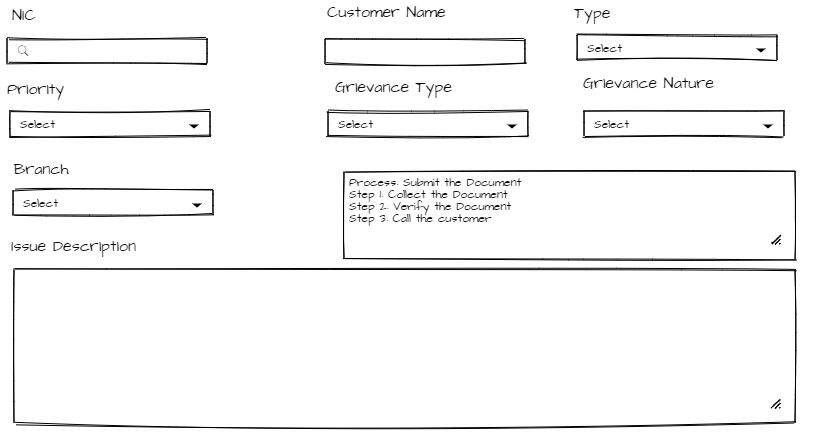 NIC
Customer Name
Type
Select
Priority
Grievance Type
Grievance Nature
Select
Select
Select
Branch
Select
Process: Submit the Document
Step 1: Collect the Document
Step 2: Verify the Document
Step 3: Call the customer
Issue Description